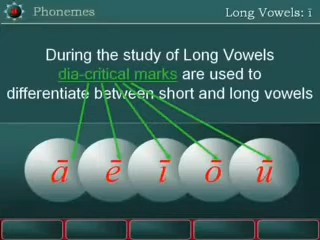 Phonemes
Long Vowels: ī
During the study of Long Vowels
dia-critical marks are used to
differentiate between short and long vowels
ā ē ī ō ū